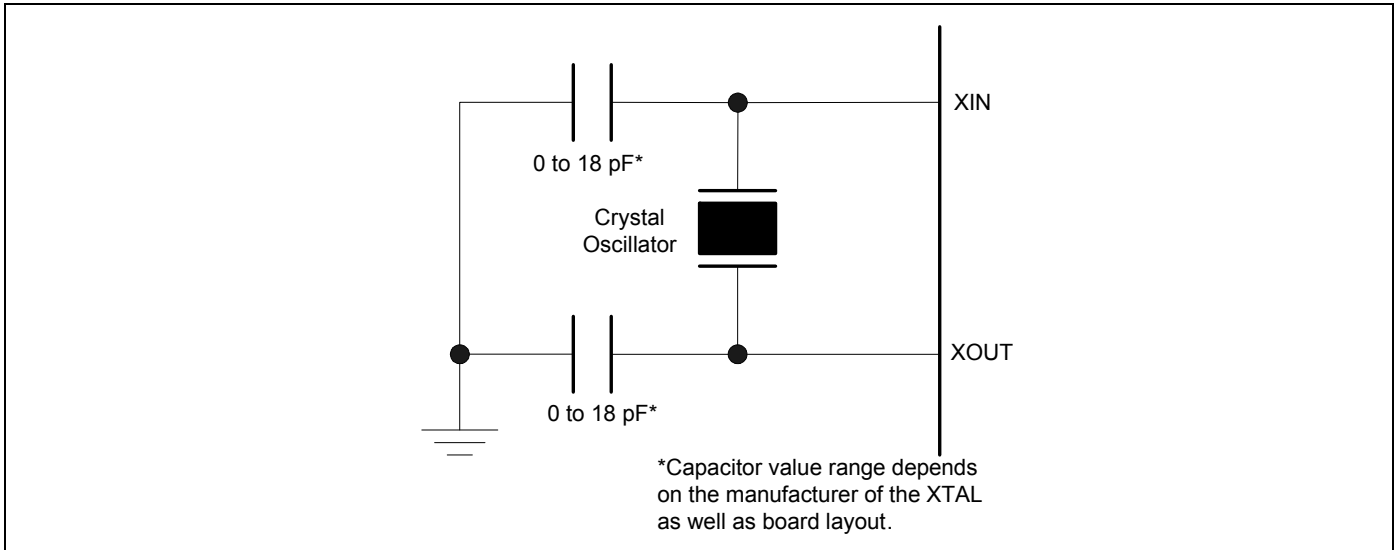 XIN
0 to 18 pF*
Crystal
Oscillator
XOUT
0 to 18 pF*
*Capacitor value range depends
on the manufacturer of the XTAL
as well as board layout.